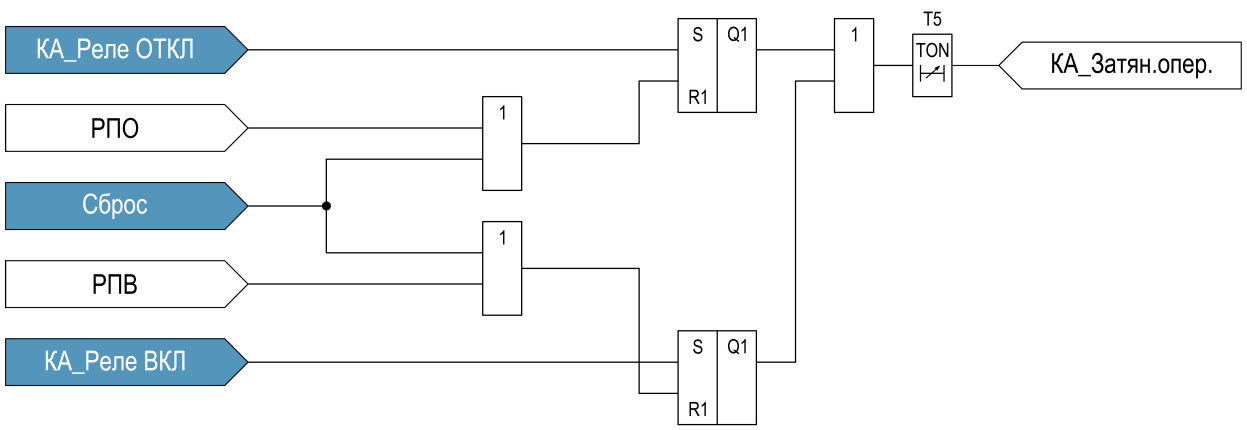 T5
КА_Реле ОТКЛ
S
Q1
1
TON
КА_Затян.опер.
R1
РПО
1
Сброс
1
РПВ
КА_Реле ВКЛ
S
Q1
R1